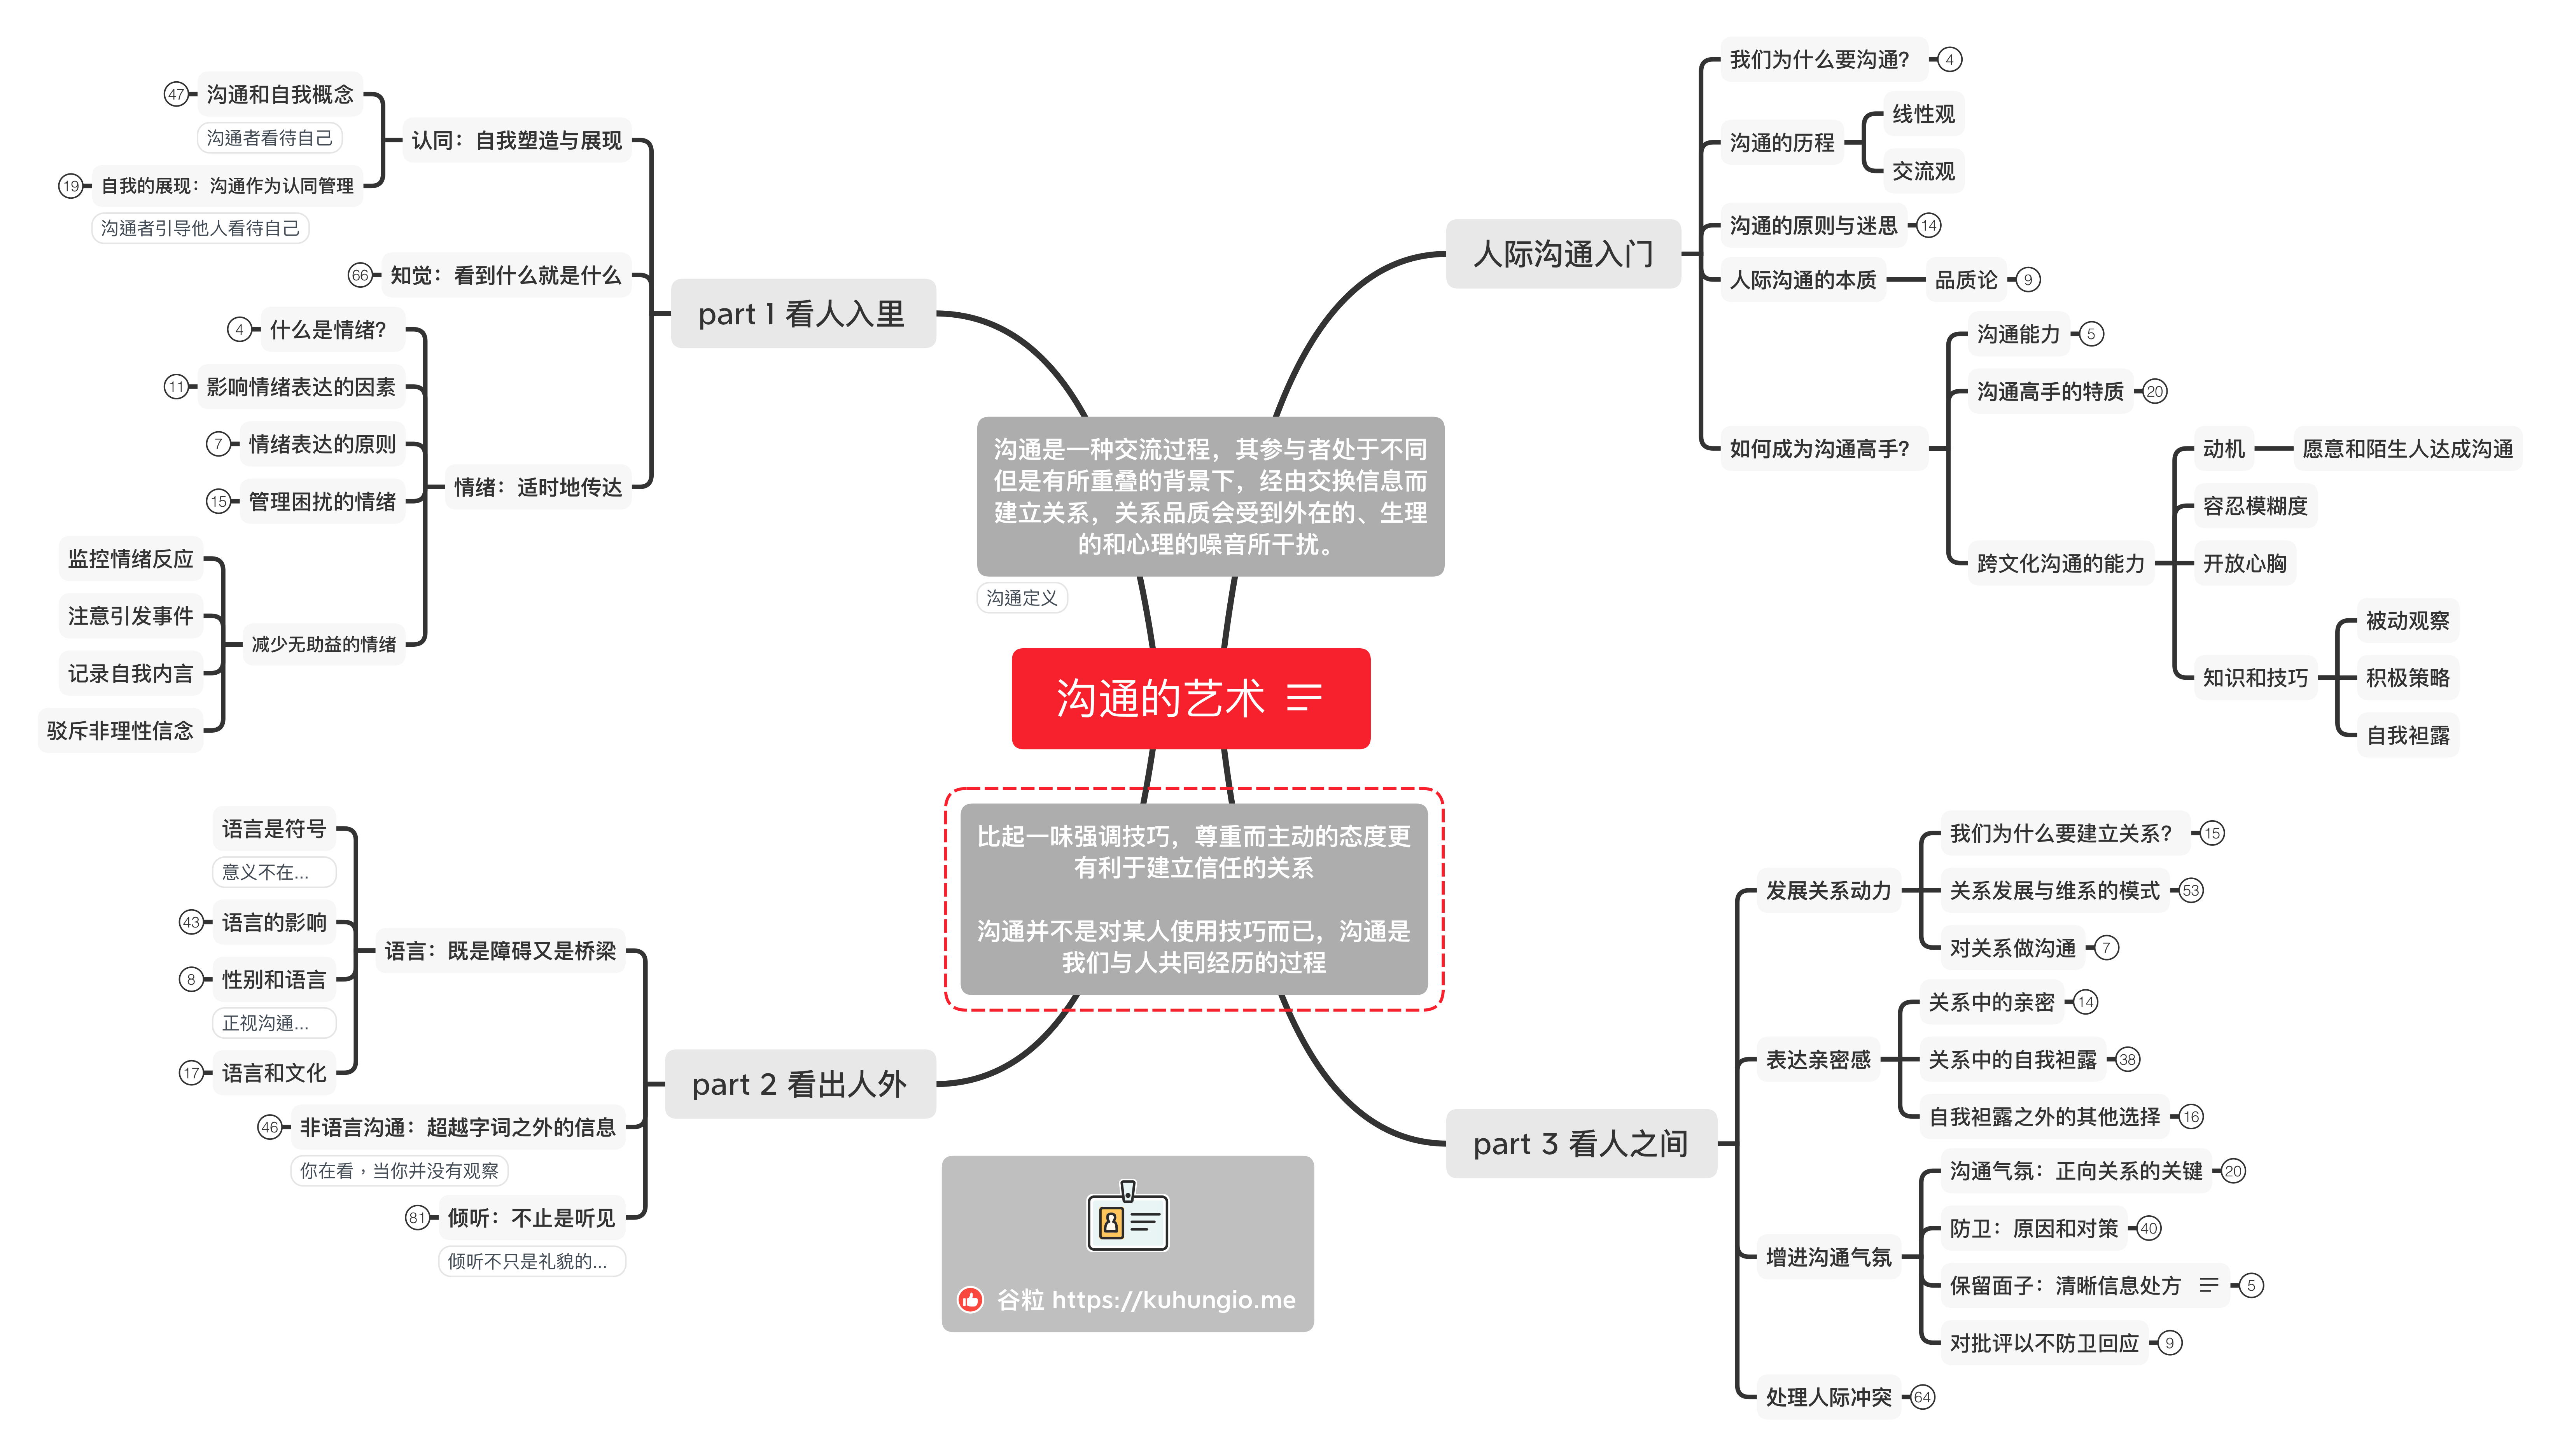 沟通的艺术
沟通是一种交流过程，其参与者处于不同
但是有所重叠的背景下，经由交换信息而
建立关系，关系品质会受到外在的、生理
的和心理的噪音所干扰。
沟通定义
比起一味强调技巧，尊重而主动的态度更
有利于建立信任的关系
沟通并不是对某人使用技巧而已，沟通是
我们与人共同经历的过程
谷粒 https://kuhungio.me
人际沟通入门
我们为什么要沟通？ 4
沟通的历程
线性观
交流观
沟通的原则与迷思 14
人际沟通的本质
品质论 9
如何成为沟通高手？
沟通能力 5
沟通高手的特质 20
跨文化沟通的能力
动机
愿意和陌生人达成沟通
容忍模糊度
开放心胸
知识和技巧
被动观察
积极策略
自我袒露
part 1 看人入里
认同：自我塑造与展现
47 沟通和自我概念
沟通者看待自己
19 自我的展现：沟通作为认同管理
沟通者引导他人看待自己
66 知觉：看到什么就是什么
情绪：适时地传达
4 什么是情绪？
11 影响情绪表达的因素
7 情绪表达的原则
15 管理困扰的情绪
减少无助益的情绪
监控情绪反应
注意引发事件
记录自我内言
驳斥非理性信念
part 2 看出人外
语言：既是障碍又是桥梁
语言是符号
意义不在...
43 语言的影响
8 性别和语言
正视沟通...
17 语言和文化
46 非语言沟通：超越字词之外的信息
你在看，当你并没有观察
81 倾听：不止是听见
倾听不只是礼貌的...
part 3 看人之间
发展关系动力
我们为什么要建立关系？ 15
关系发展与维系的模式 53
对关系做沟通 7
表达亲密感
关系中的亲密 14
关系中的自我袒露 38
自我袒露之外的其他选择 16
增进沟通气氛
沟通气氛：正向关系的关键 20
防卫：原因和对策 40
保留面子：清晰信息处方 5
对批评以不防卫回应 9
处理人际冲突 64